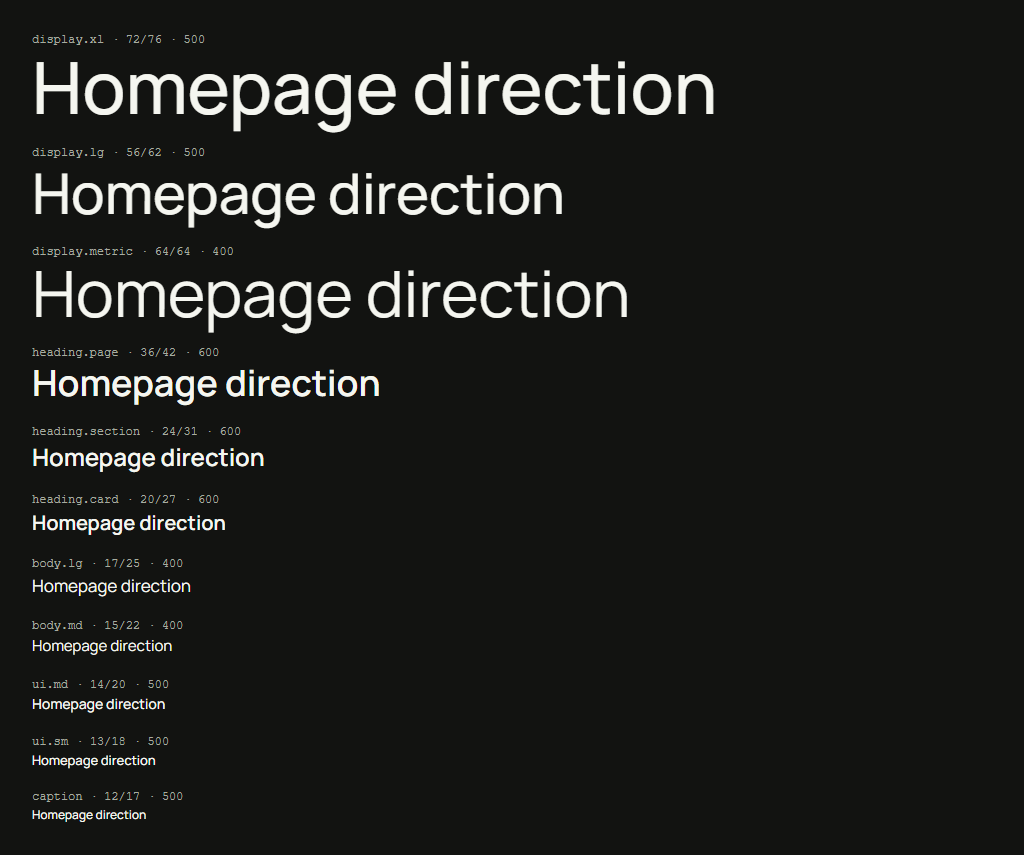 display.xl · 72/76 · 500
Homepage direction
display.lg · 56/62 · 500
Homepage direction
display.metric · 64/64 · 400
Homepage direction
heading.page · 36/42 · 600
Homepage direction
heading.section · 24/31 · 600
Homepage direction
heading.card · 20/27 · 600
Homepage direction
body.lg · 17/25 · 400
Homepage direction
body.md · 15/22 · 400
Homepage direction
ui.md · 14/20 · 500
Homepage direction
ui.sm · 13/18 · 500
Homepage direction
caption · 12/17 · 500
Homepage direction